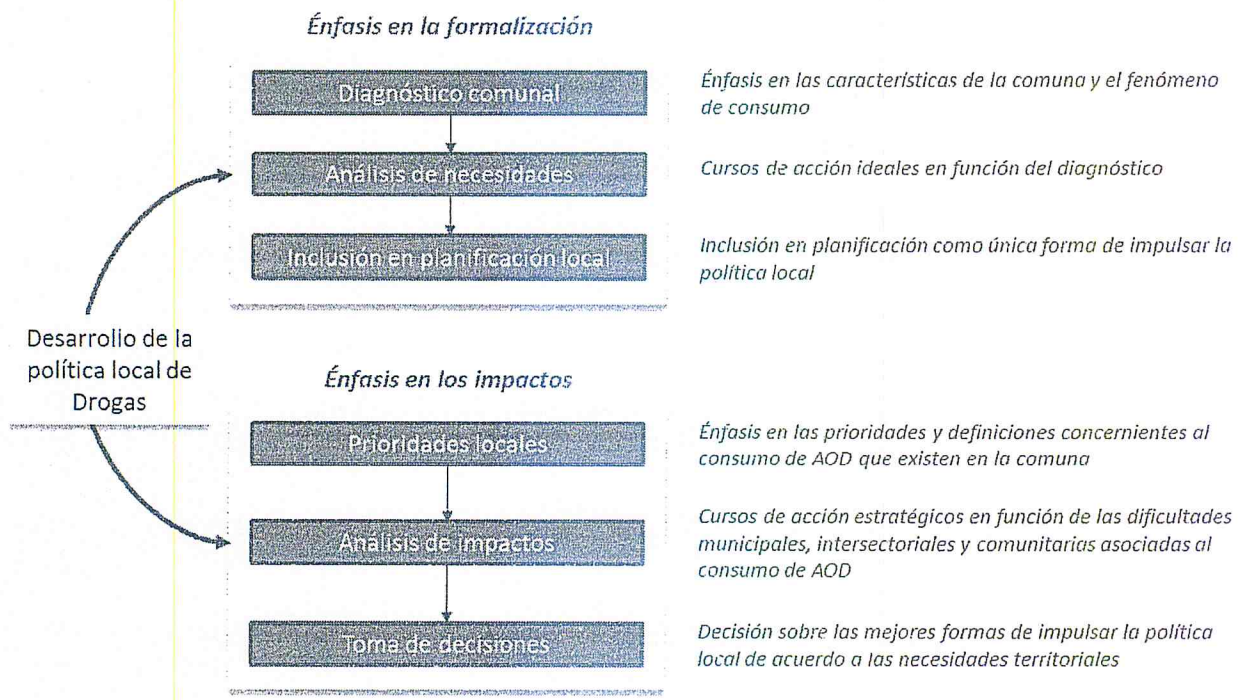 Énfasis en la formalización
Diagnóstico comunal
Énfasis en las características de la comuna y el fenómeno
de consumo
Análisis de necesidades
Cursos de acción ideales en función del diagnóstico
Inclusión en planificación local
Inclusión en planificación como única forma de impulsar la
política local
Desarrollo de la
política local de
Drogas
Énfasis en los impactos
Prioridades locales
Énfasis en las prioridades y definiciones concernientes al
consumo de AOD que existen en la comuna
Análisis de impactos
Cursos de acción estratégicos en función de las dificultades
municipales, intersectoriales y comunitarias asociadas al
consumo de AOD
Toma de decisiones
Decisión sobre las mejores formas de impulsar la política
local de acuerdo a las necesidades territoriales